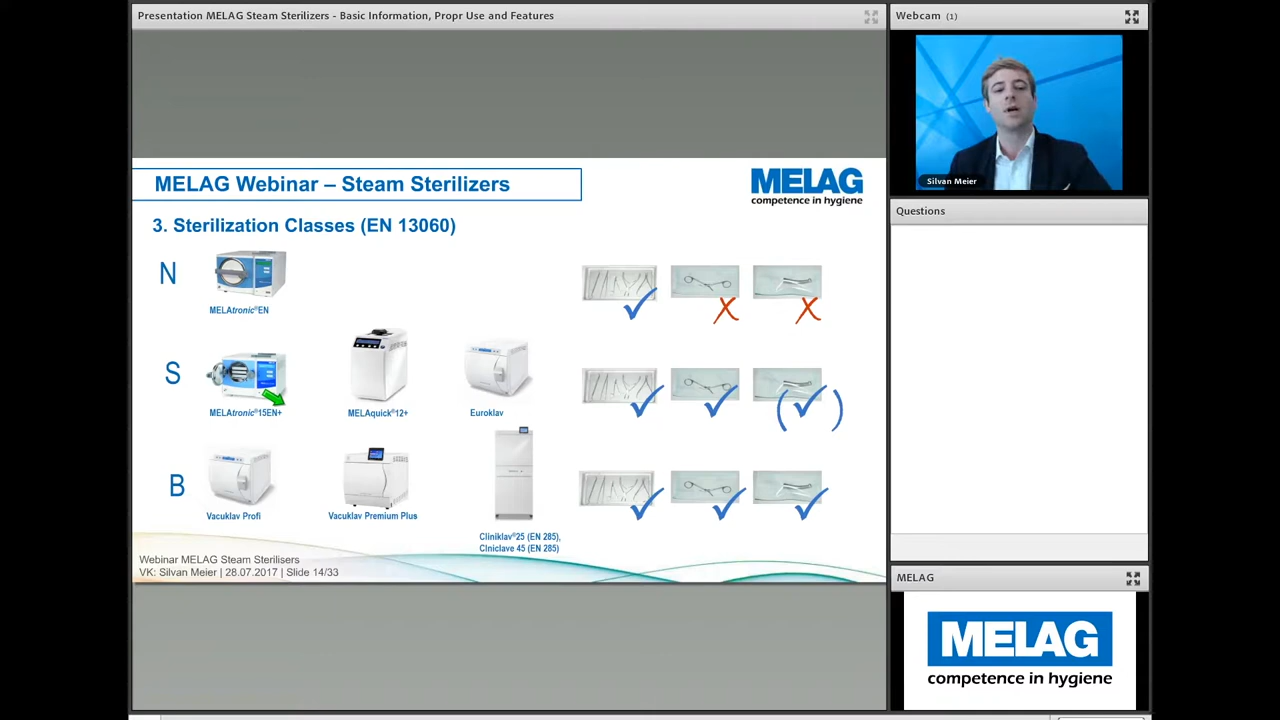 Presentation MELAG Steam Sterilizers - Basic Information, Propr Use and Features
Webcam (1)
Silvan Meier
Questions
MELAG Webinar – Steam Sterilizers
MELAG
competence in hygiene
3. Sterilization Classes (EN 13060)
N
MELAtronic®EN
S
MELAtronic®15EN+
MELAquick®12+
Euroklav
B
Vacuklav Profi
Vacuklav Premium Plus
Cliniklav®25 (EN 285),
Clniclave 45 (EN 285)
Webinar MELAG Steam Sterilisers
VK: Silvan Meier | 28.07.2017 | Slide 14/33
MELAG
MELAG
competence in hygiene